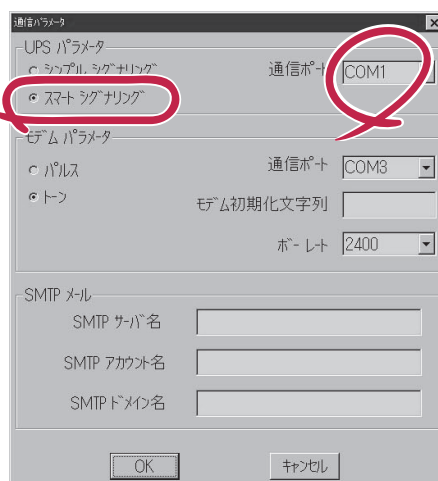 通信ﾊﾟﾗﾒｰﾀ
UPS ﾊﾟﾗﾒｰﾀ
ｼﾝﾌﾟﾙ ｼｸﾞﾅﾘﾝｸﾞ
通信ﾎﾟｰﾄ
COM1
ｽﾏｰﾄ ｼｸﾞﾅﾘﾝｸﾞ
ﾓﾃﾞﾑ ﾊﾟﾗﾒｰﾀ
ﾊﾟﾙｽ
通信ﾎﾟｰﾄ
COM3
ﾄｰﾝ
ﾓﾃﾞﾑ初期化文字列
ﾎﾞｰﾚｰﾄ
2400
SMTP ﾒｰﾙ
SMTP ｻｰﾊﾞ名
SMTP ｱｶｳﾝﾄ名
SMTP ﾄﾞﾒｲﾝ名
OK
ｷｬﾝｾﾙ